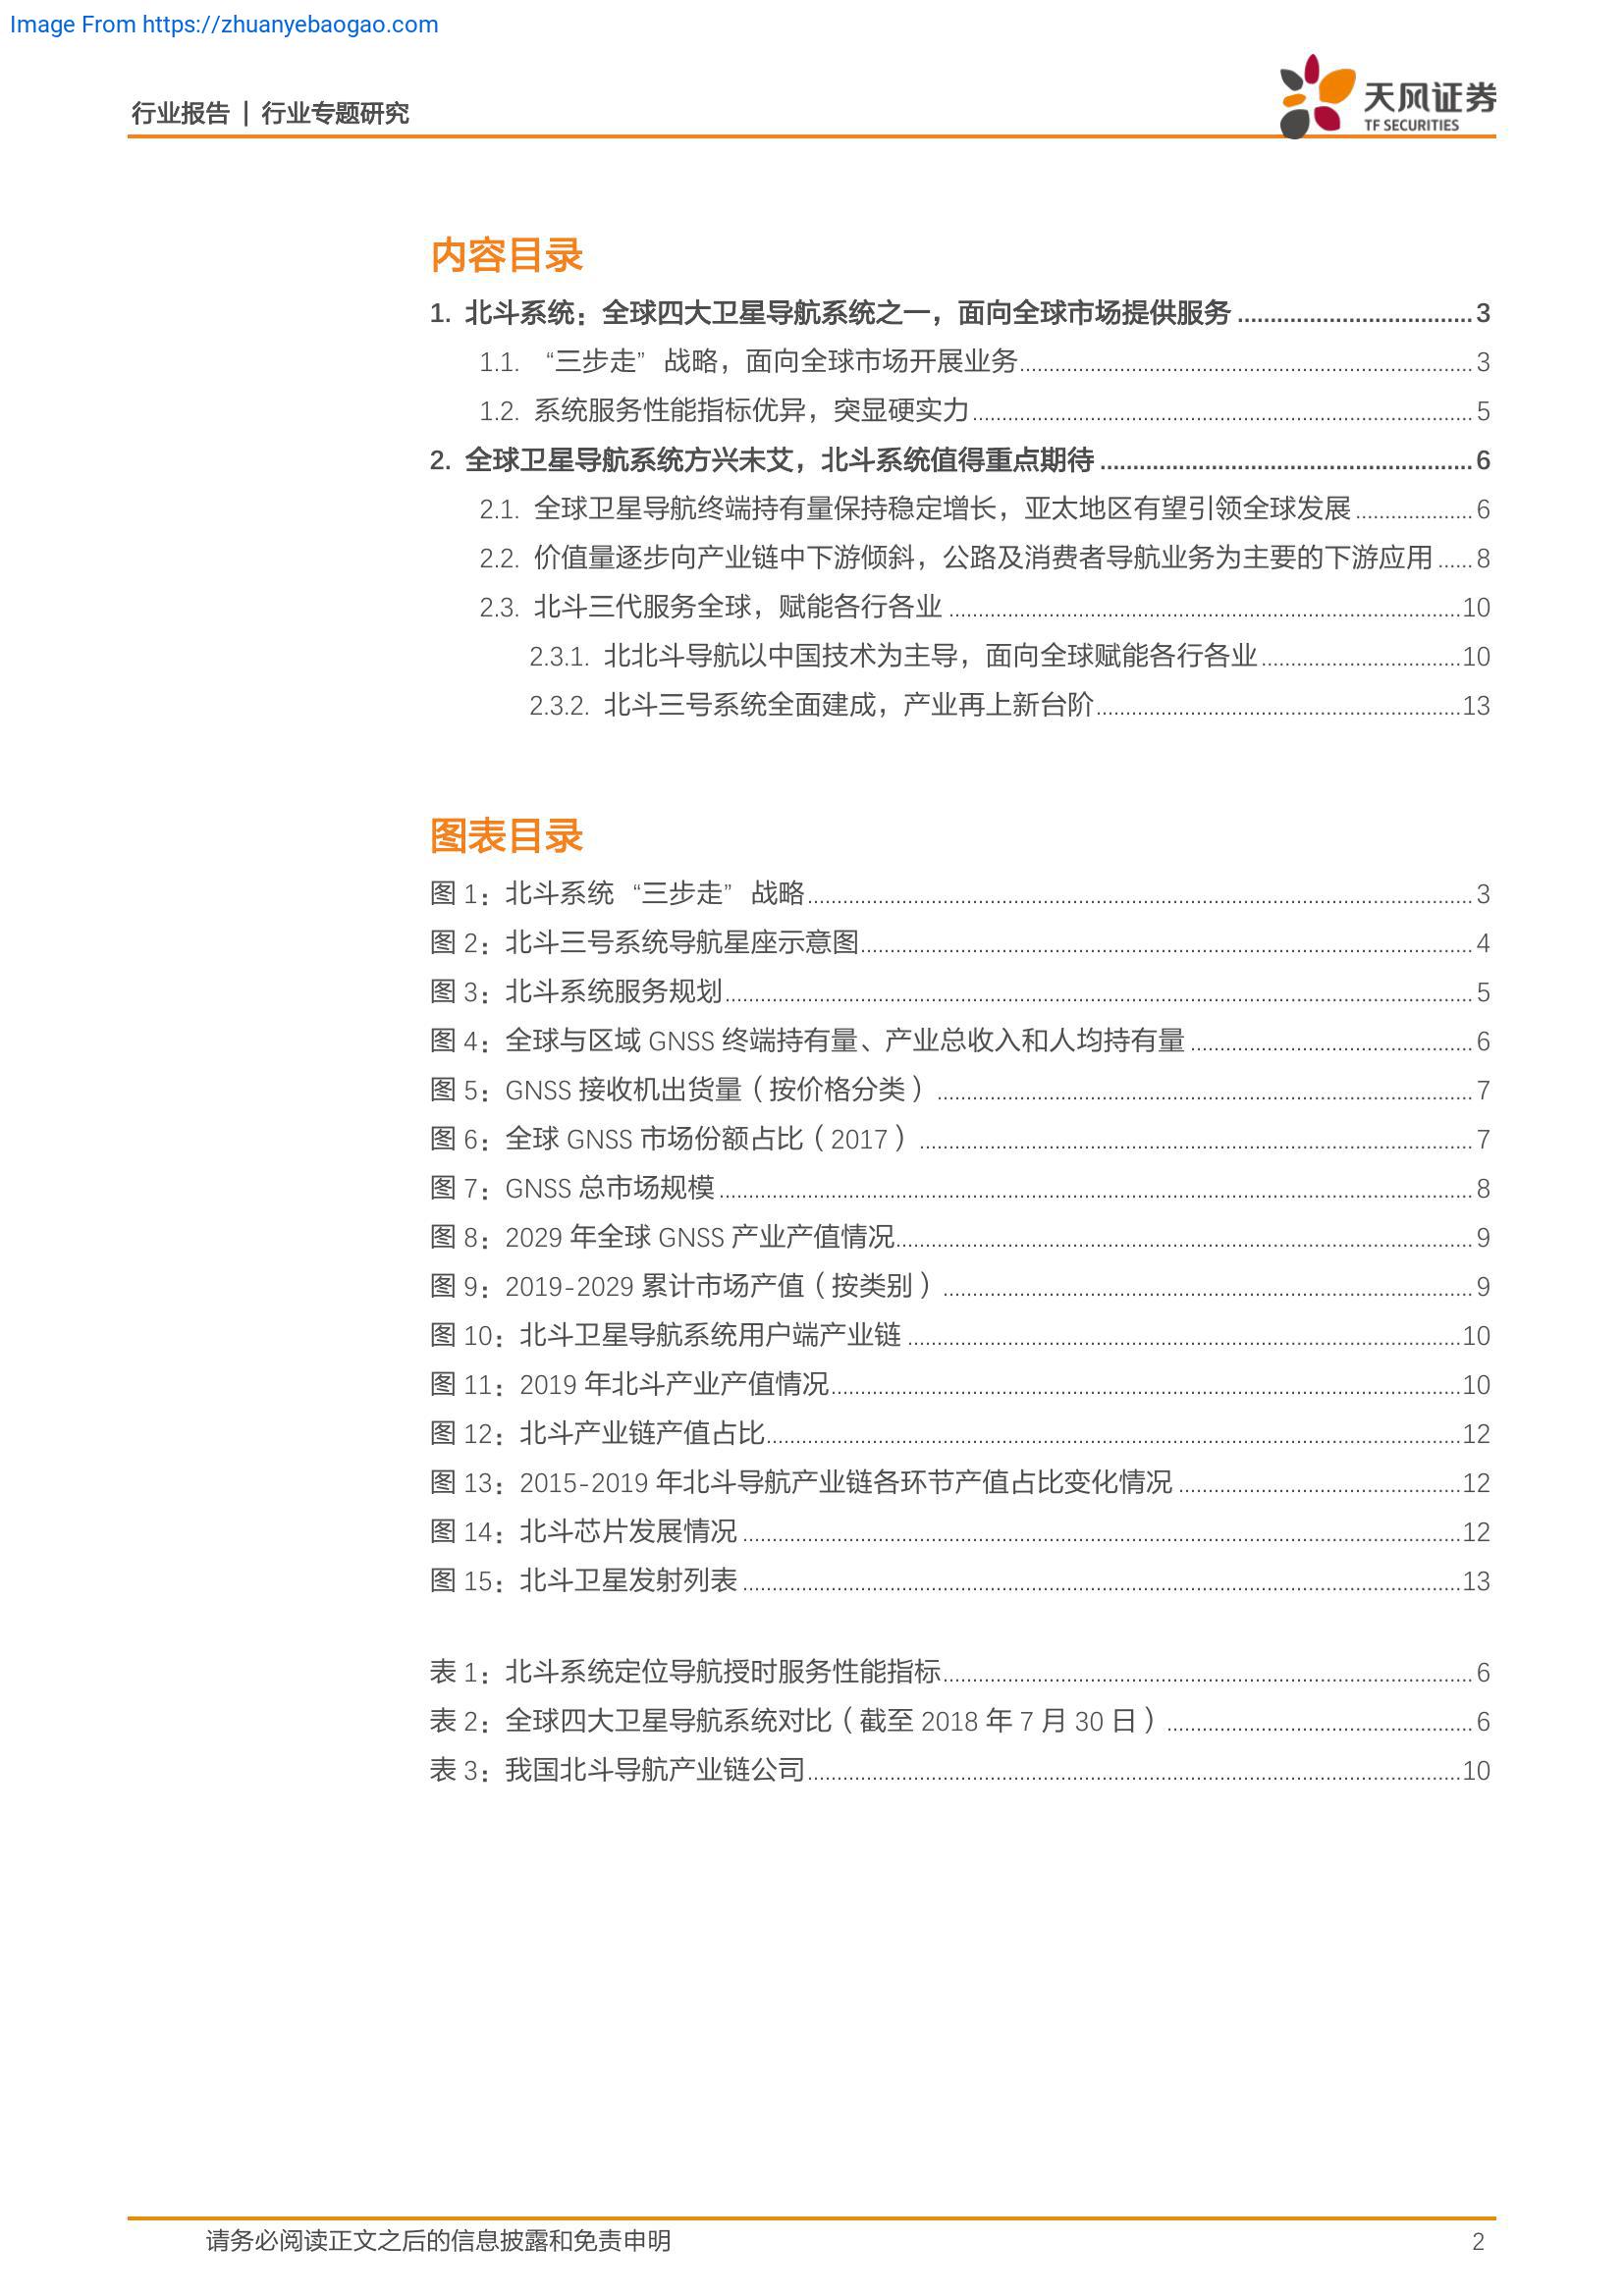 Image From https://zhuanyebaogao.com
行业报告 | 行业专题研究
天风证券
TF SECURITIES
内容目录
1. 北斗系统：全球四大卫星导航系统之一，面向全球市场提供服务 ................................... 3
1.1. “三步走” 战略，面向全球市场开展业务 ................................... 3
1.2. 系统服务性能指标优异，突显硬实力 ................................... 5
2. 全球卫星导航系统方兴未艾，北斗系统值得重点期待 ................................... 6
2.1. 全球卫星导航终端持有量保持稳定增长，亚太地区有望引领全球发展 .................... 6
2.2. 价值量逐步向产业链中下游倾斜，公路及消费者导航业务为主要的下游应用 ...... 8
2.3. 北斗三代服务全球，赋能各行各业 ................................... 10
2.3.1. 北北斗导航以中国技术为主导，面向全球赋能各行各业 ................................... 10
2.3.2. 北斗三号系统全面建成，产业再上新台阶 ................................... 13
图表目录
图 1：北斗系统 “三步走” 战略 ................................... 3
图 2：北斗三号系统导航星座示意图 ................................... 4
图 3：北斗系统服务规划 ................................... 5
图 4：全球与区域 GNSS 终端持有量、产业总收入和人均持有量 ................................... 6
图 5：GNSS 接收机出货量（按价格分类） ................................... 7
图 6：全球 GNSS 市场份额占比（2017） ................................... 7
图 7：GNSS 总市场规模 ................................... 8
图 8：2029 年全球 GNSS 产业产值情况 ................................... 9
图 9：2019-2029 累计市场产值（按类别） ................................... 9
图 10：北斗卫星导航系统用户端产业链 ................................... 10
图 11：2019 年北斗产业产值情况 ................................... 10
图 12：北斗产业链产值占比 ................................... 12
图 13：2015-2019 年北斗导航产业链各环节产值占比变化情况 ................................... 12
图 14：北斗芯片发展情况 ................................... 12
图 15：北斗卫星发射列表 ................................... 13
表 1：北斗系统定位导航授时服务性能指标 ................................... 6
表 2：全球四大卫星导航系统对比（截至 2018 年 7 月 30 日） ................................... 6
表 3：我国北斗导航产业链公司 ................................... 10
请务必阅读正文之后的信息披露和免责申明
2